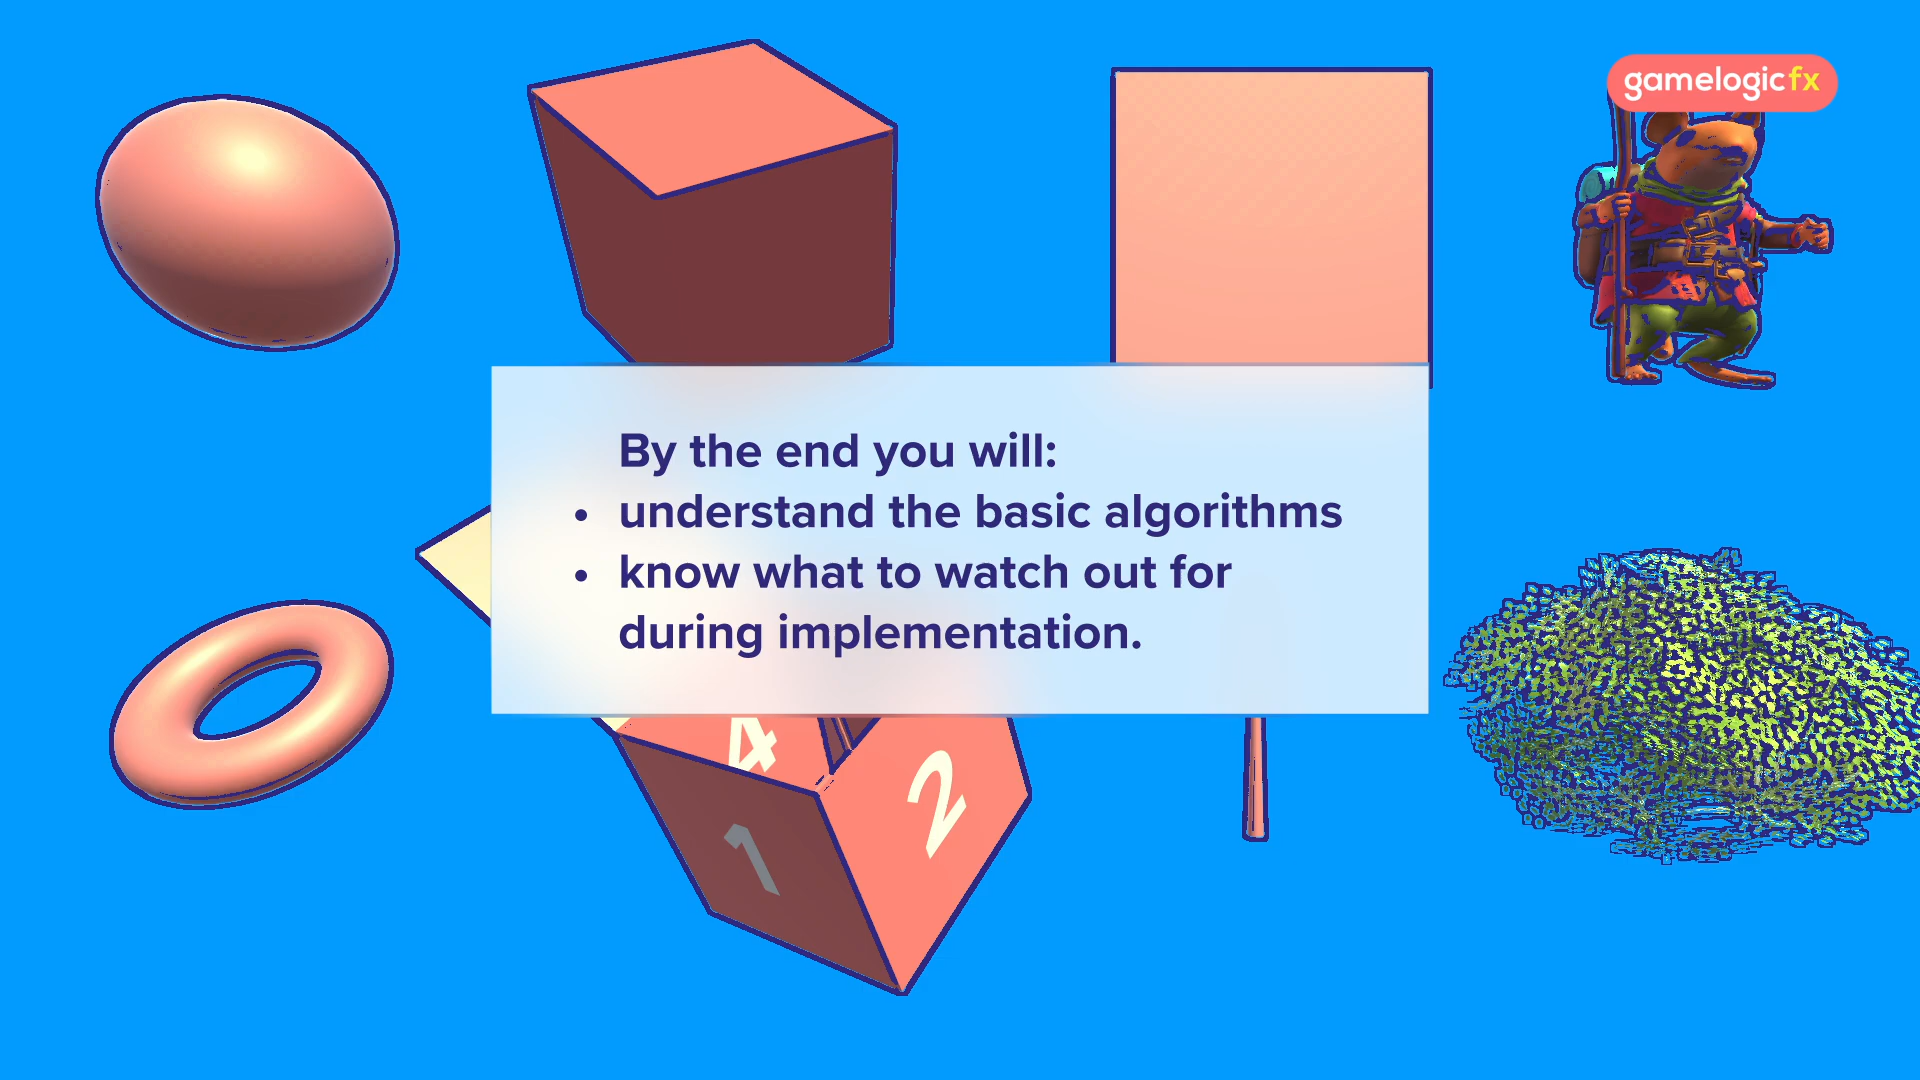 gamelogicfx
By the end you will:
• understand the basic algorithms
• know what to watch out for
during implementation.
4
2
1